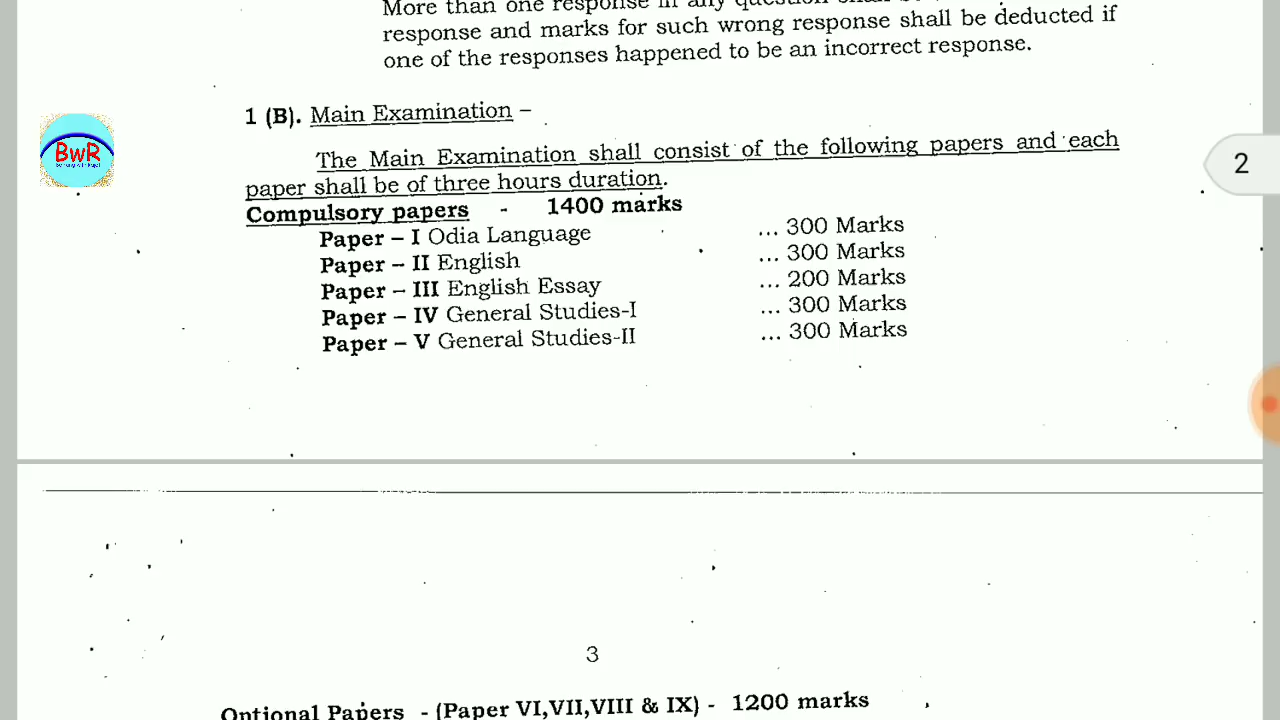 More than one response in any question shall
response and marks for such wrong response shall be deducted if
one of the responses happened to be an incorrect response.
1 (B). Main Examination –
BwR
The Main Examination shall consist of the following papers and each
paper shall be of three hours duration.
2
Compulsory papers - 1400 marks
Paper – I Odia Language ... 300 Marks
Paper – II English ... 300 Marks
Paper – III English Essay ... 200 Marks
Paper – IV General Studies-I ... 300 Marks
Paper – V General Studies-II ... 300 Marks
3
Optional Papers - (Paper VI,VII,VIII & IX) - 1200 marks